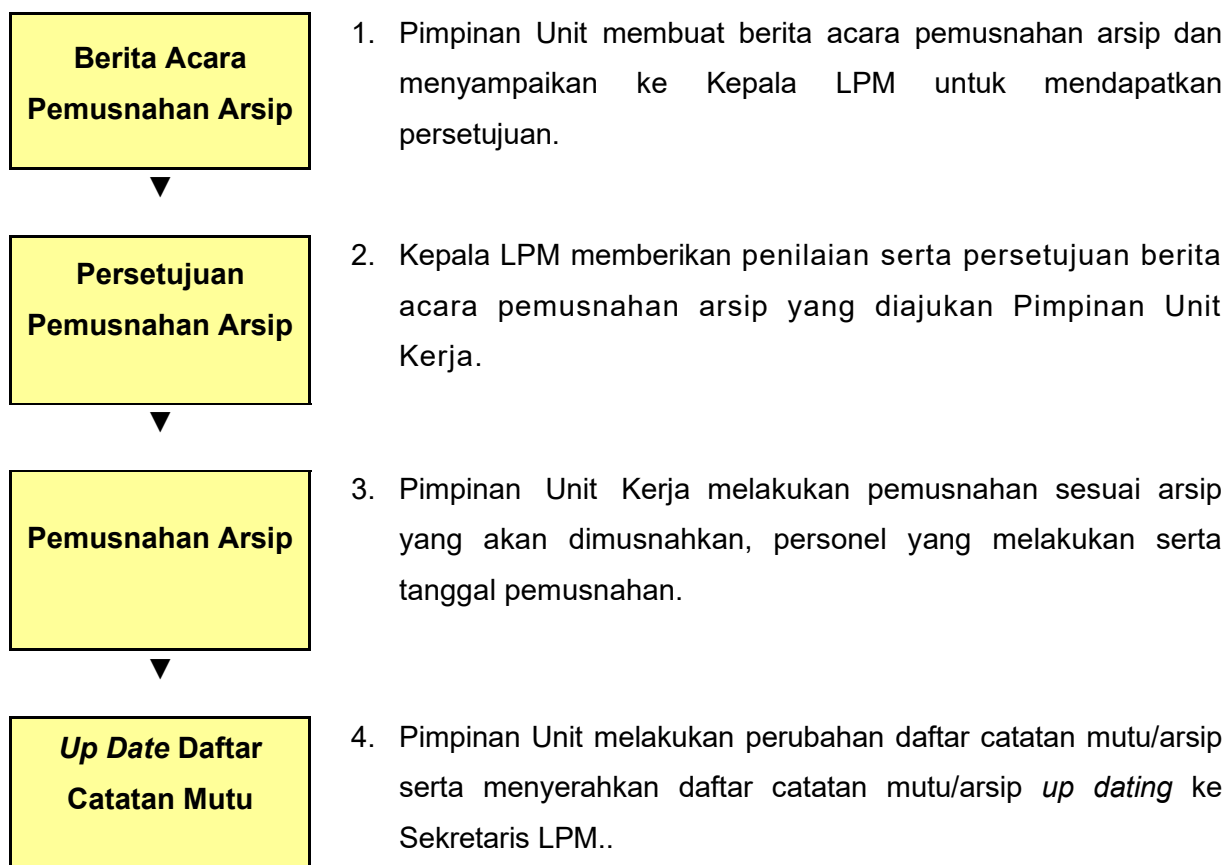 Berita Acara
Pemusnahan Arsip
1. Pimpinan Unit membuat berita acara pemusnahan arsip dan
menyampaikan ke Kepala LPM untuk mendapatkan
persetujuan.
▼
Persetujuan
Pemusnahan Arsip
2. Kepala LPM memberikan penilaian serta persetujuan berita
acara pemusnahan arsip yang diajukan Pimpinan Unit
Kerja.
▼
Pemusnahan Arsip
3. Pimpinan Unit Kerja melakukan pemusnahan sesuai arsip
yang akan dimusnahkan, personel yang melakukan serta
tanggal pemusnahan.
▼
Up Date Daftar
Catatan Mutu
4. Pimpinan Unit melakukan perubahan daftar catatan mutu/arsip
serta menyerahkan daftar catatan mutu/arsip up dating ke
Sekretaris LPM..